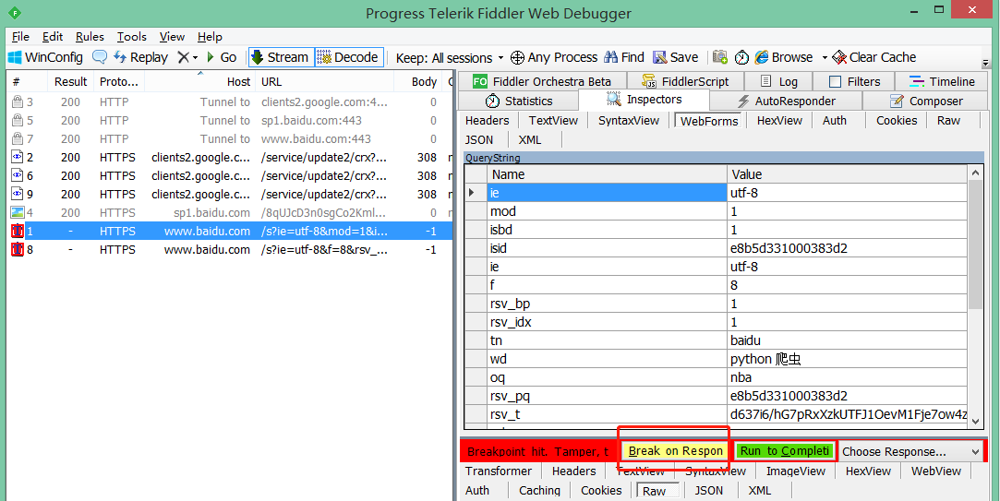 Progress Telerik Fiddler Web Debugger
File Edit Rules Tools View Help
WinConfig Replay Go Stream Decode Keep: All sessions Any Process Find Save Browse Clear Cache
# Result Proto... Host URL Body
3 200 HTTP Tunnel to clients2.google.com:4... 0
5 200 HTTP Tunnel to sp1.baidu.com:443 0
7 200 HTTP Tunnel to www.baidu.com:443 0
2 200 HTTPS clients2.google.c... /service/update2/crx?... 308
6 200 HTTPS clients2.google.c... /service/update2/crx?... 308
9 200 HTTPS clients2.google.c... /service/update2/crx?... 308
4 200 HTTPS sp1.baidu.com /8qUJcD3n0sgCo2Kml... 0
1 - HTTPS www.baidu.com /s?ie=utf-8&mod=1&i... -1
8 - HTTPS www.baidu.com /s?ie=utf-8&f=8&rsv_... -1
FO Fiddler Orchestra Beta FiddlerScript Log Filters Timeline
Statistics Inspectors AutoResponder Composer
Headers TextView SyntaxView WebForms HexView Auth Cookies Raw
JSON XML
QueryString
Name Value
ie utf-8
mod 1
isbd 1
isid e8b5d331000383d2
ie utf-8
f 8
rsv_bp 1
rsv_idx 1
tn baidu
wd python 爬虫
oq nba
rsv_pq e8b5d331000383d2
rsv_t d637i6/hG7pRxXzkUTFJ1OevM1Fje7ow4z
Breakpoint hit. Tamper, t Break on Respon Run to Completi Choose Response...
Transformer Headers TextView SyntaxView ImageView HexView WebView
Auth Caching Cookies Raw JSON XML